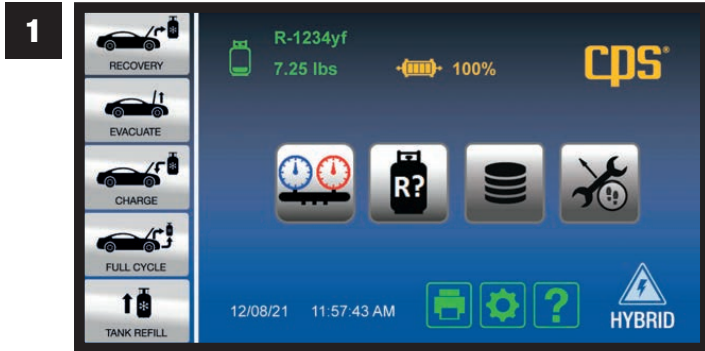 1
RECOVERY
EVACUATE
CHARGE
FULL CYCLE
TANK REFILL
R-1234yf
7.25 lbs
100%
cps®
R?
12/08/21 11:57:43 AM
?
HYBRID